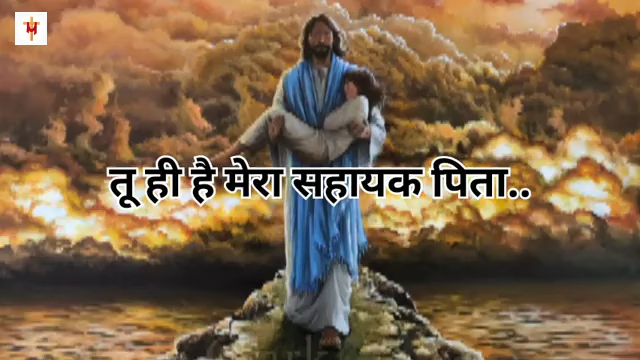 तू ही है मेरा सहायक पिता..